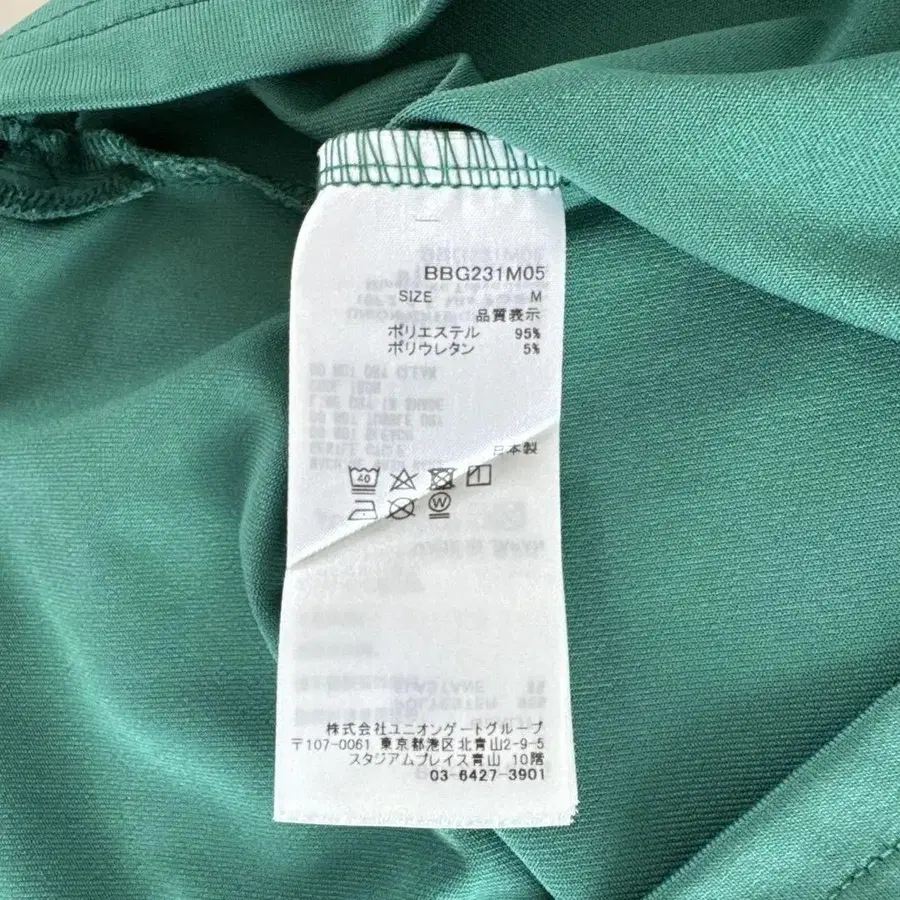 BBG231M05
SIZE M
品質表示
ポリエステル 95%
ポリウレタン 5%
日本製
40
W
株式会社ユニオンゲートグループ
〒107-0061 東京都港区北青山2-9-5
スタジアムプレイス青山 10階
03-6427-3901